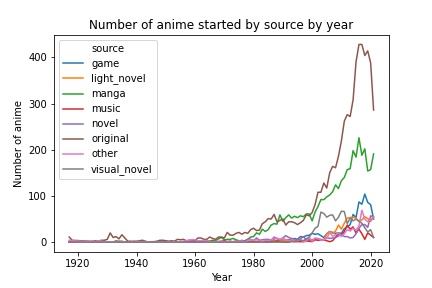 Number of anime started by source by year
source
game
light_novel
manga
music
novel
original
other
visual_novel
Number of anime
400
300
200
100
0
1920 1940 1960 1980 2000 2020
Year